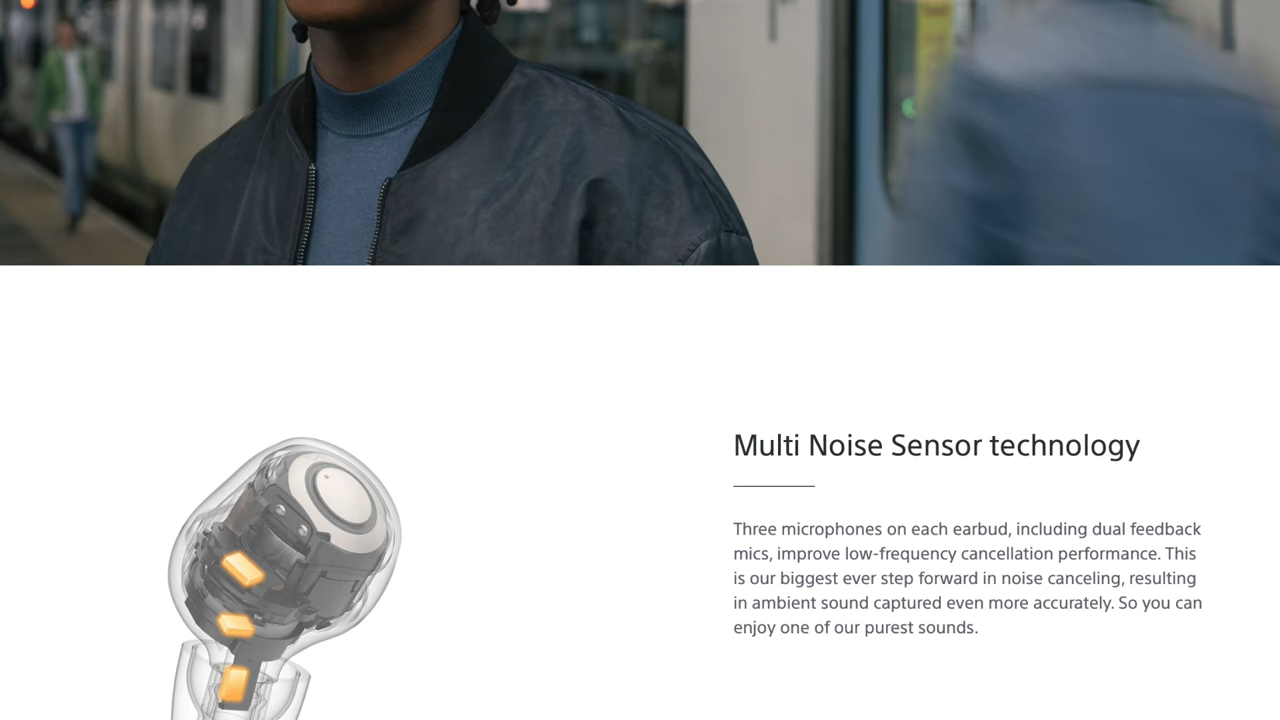 Multi Noise Sensor technology
Three microphones on each earbud, including dual feedback
mics, improve low-frequency cancellation performance. This
is our biggest ever step forward in noise canceling, resulting
in ambient sound captured even more accurately. So you can
enjoy one of our purest sounds.